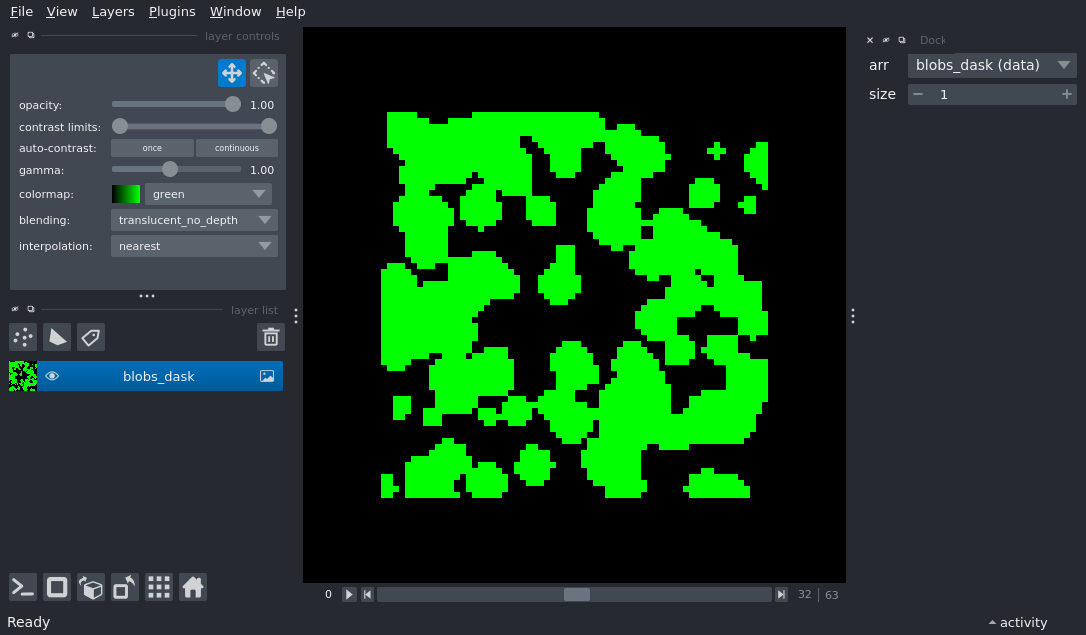 File View Layers Plugins Window Help
layer controls
opacity: 1.00
contrast limits:
auto-contrast: once continuous
gamma: 1.00
colormap: green
blending: translucent_no_depth
interpolation: nearest
layer list
blobs_dask
0 32 63
Ready
Dock
arr blobs_dask (data)
size 1
activity